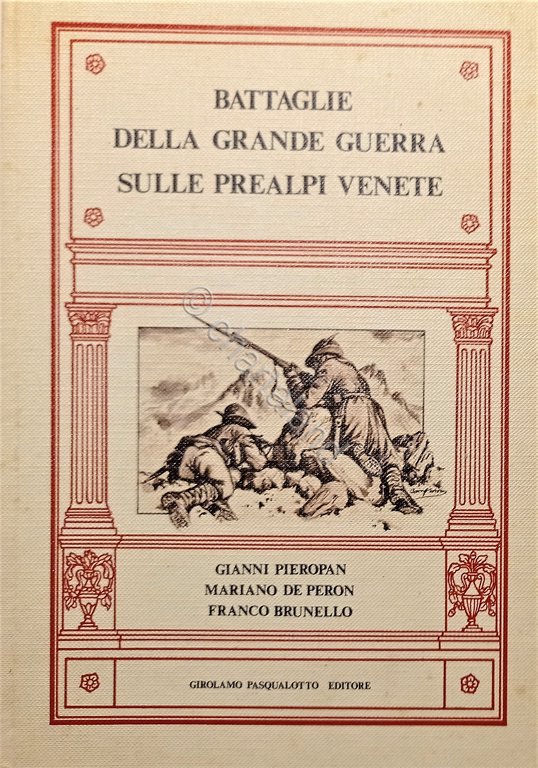 BATTAGLIE
DELLA GRANDE GUERRA
SULLE PREALPI VENETE
GIANNI PIEROPAN
MARIANO DE PERON
FRANCO BRUNELLO
GIROLAMO PASQUALOTTO EDITORE